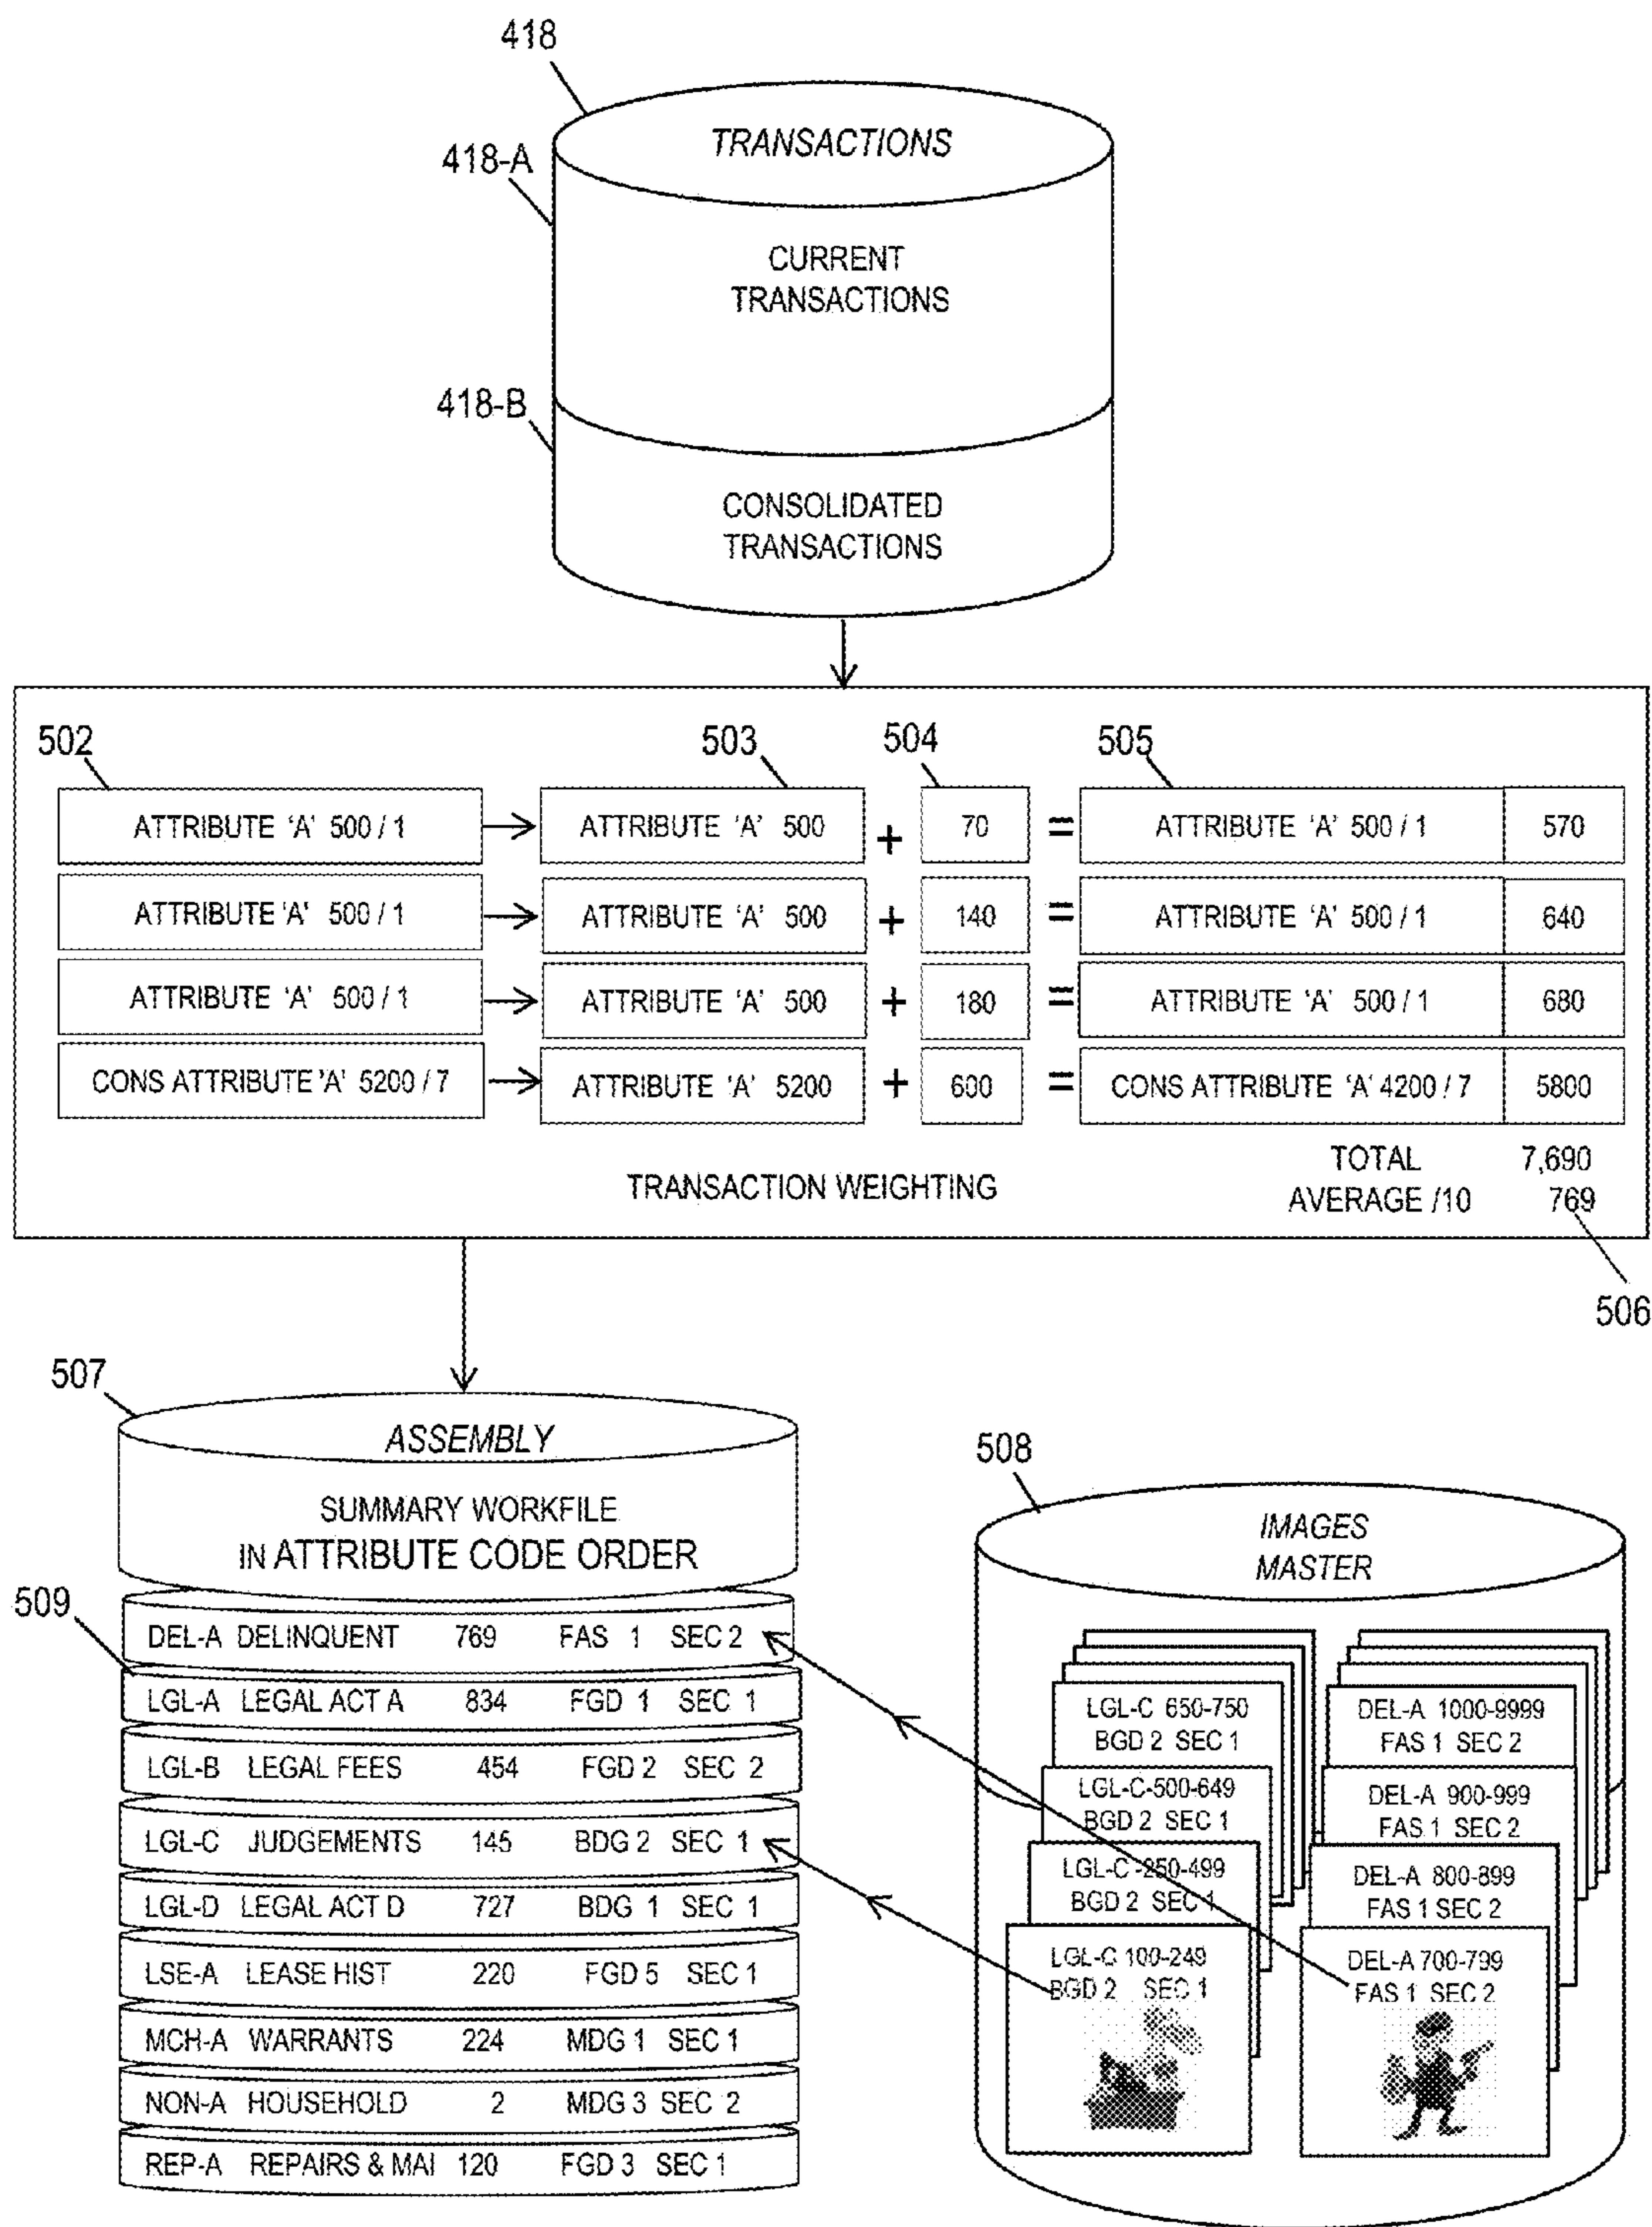 418
TRANSACTIONS
418-A
CURRENT
TRANSACTIONS
418-B
CONSOLIDATED
TRANSACTIONS
502
503
504
505
ATTRIBUTE 'A' 500 / 1
ATTRIBUTE 'A' 500
+
70
=
ATTRIBUTE 'A' 500 / 1
570
ATTRIBUTE 'A' 500 / 1
ATTRIBUTE 'A' 500
+
140
=
ATTRIBUTE 'A' 500 / 1
640
ATTRIBUTE 'A' 500 / 1
ATTRIBUTE 'A' 500
+
180
=
ATTRIBUTE 'A' 500 / 1
680
CONS ATTRIBUTE 'A' 5200 / 7
ATTRIBUTE 'A' 5200
+
600
=
CONS ATTRIBUTE 'A' 4200 / 7
5800
TOTAL 7,690
TRANSACTION WEIGHTING
AVERAGE /10 769
506
507
ASSEMBLY
SUMMARY WORKFILE
IN ATTRIBUTE CODE ORDER
509
DEL-A DELINQUENT 769 FAS 1 SEC 2
LGL-A LEGAL ACT A 834 FGD 1 SEC 1
LGL-B LEGAL FEES 454 FGD 2 SEC 2
LGL-C JUDGEMENTS 145 BDG 2 SEC 1
LGL-D LEGAL ACT D 727 BDG 1 SEC 1
LSE-A LEASE HIST 220 FGD 5 SEC 1
MCH-A WARRANTS 224 MDG 1 SEC 1
NON-A HOUSEHOLD 2 MDG 3 SEC 2
REP-A REPAIRS & MAI 120 FGD 3 SEC 1
508
IMAGES
MASTER
LGL-C 650-750
BGD 2 SEC 1
LGL-C-500-649
BGD 2 SEC 1
LGL-C -250-499
BGD 2 SEC 1
LGL-C 100-249
BGD 2 SEC 1
DEL-A 1000-9999
FAS 1 SEC 2
DEL-A 900-999
FAS 1 SEC 2
DEL-A 800-899
FAS 1 SEC 2
DEL-A 700-799
FAS 1 SEC 2